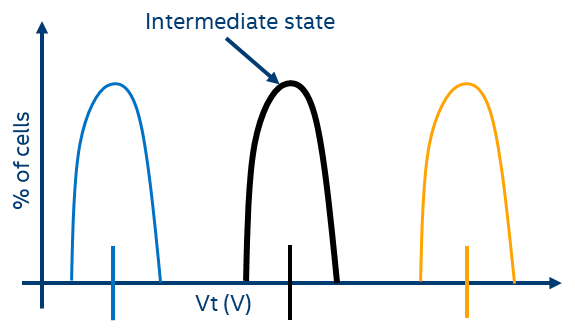 Intermediate state
% of cells
Vt (V)